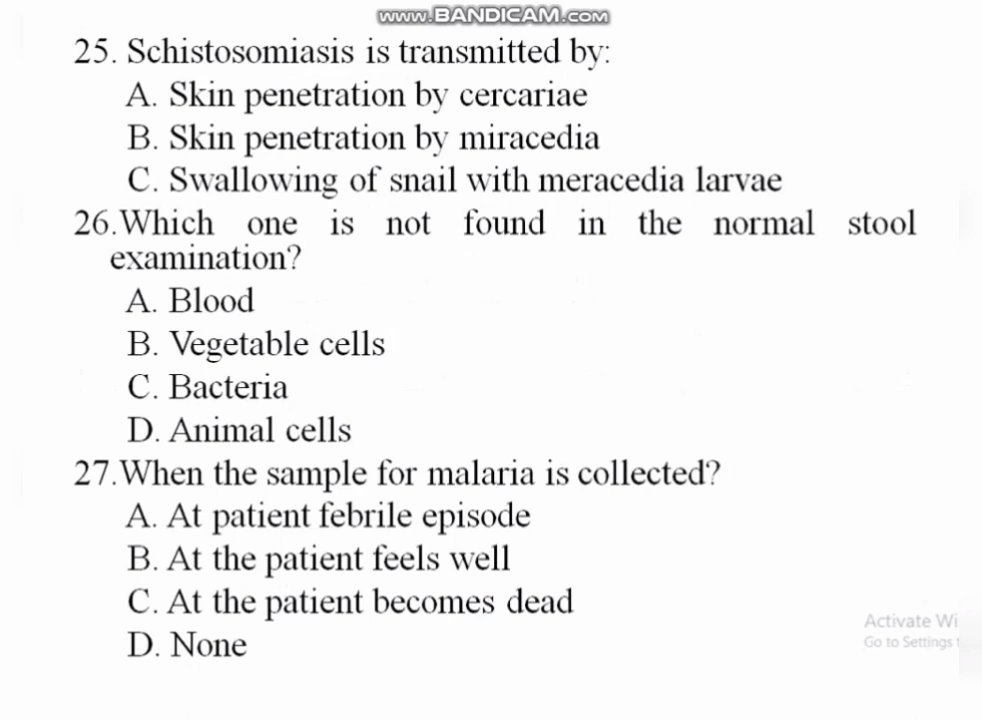 www.BANDICAM.COM
25. Schistosomiasis is transmitted by:
A. Skin penetration by cercariae
B. Skin penetration by miracedia
C. Swallowing of snail with meracedia larvae
26.Which one is not found in the normal stool
examination?
A. Blood
B. Vegetable cells
C. Bacteria
D. Animal cells
27.When the sample for malaria is collected?
A. At patient febrile episode
B. At the patient feels well
C. At the patient becomes dead
D. None
Activate Wi
Go to Settings